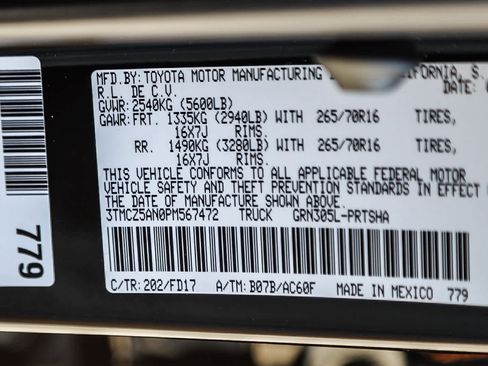 MFD.BY: TOYOTA MOTOR MANUFACTURING CALIFORNIA, S.
R.L. DE C.V. DATE:
GVWR: 2540KG (5600LB)
GAWR: FRT. 1335KG (2940LB) WITH 265/70R16 TIRES,
16X7J RIMS.
RR. 1490KG (3280LB) WITH 265/70R16 TIRES,
16X7J RIMS.
THIS VEHICLE CONFORMS TO ALL APPLICABLE FEDERAL MOTOR
VEHICLE SAFETY AND THEFT PREVENTION STANDARDS IN EFFECT
THE DATE OF MANUFACTURE SHOWN ABOVE.
3TMCZ5AN0PM567472 TRUCK GRN305L-PRTSHA
C/TR: 202/FD17 A/TM: B07B/AC60F MADE IN MEXICO 779
779